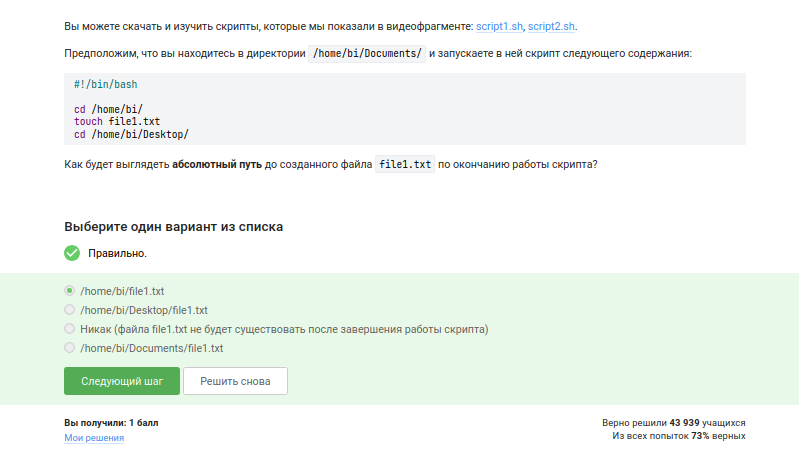 Вы можете скачать и изучить скрипты, которые мы показали в видеофрагменте: script1.sh, script2.sh.
Предположим, что вы находитесь в директории /home/bi/Documents/ и запускаете в ней скрипт следующего содержания:
#!/bin/bash
cd /home/bi/
touch file1.txt
cd /home/bi/Desktop/
Как будет выглядеть абсолютный путь до созданного файла file1.txt по окончанию работы скрипта?
Выберите один вариант из списка
Правильно.
/home/bi/file1.txt
/home/bi/Desktop/file1.txt
Никак (файла file1.txt не будет существовать после завершения работы скрипта)
/home/bi/Documents/file1.txt
Следующий шаг Решить снова
Вы получили: 1 балл Верно решили 43 939 учащихся
Мои решения Из всех попыток 73% верных